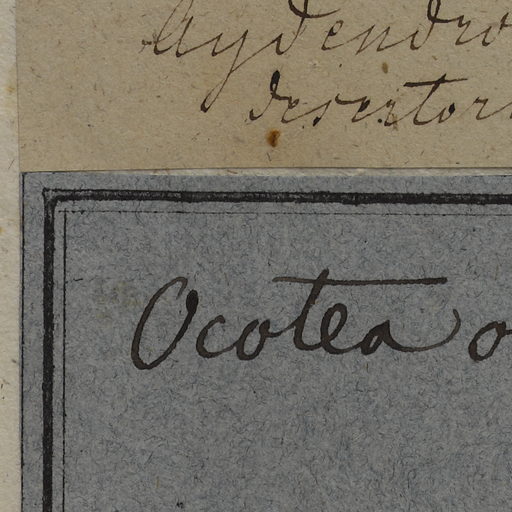 Aydendro
desertor
Ocotea o